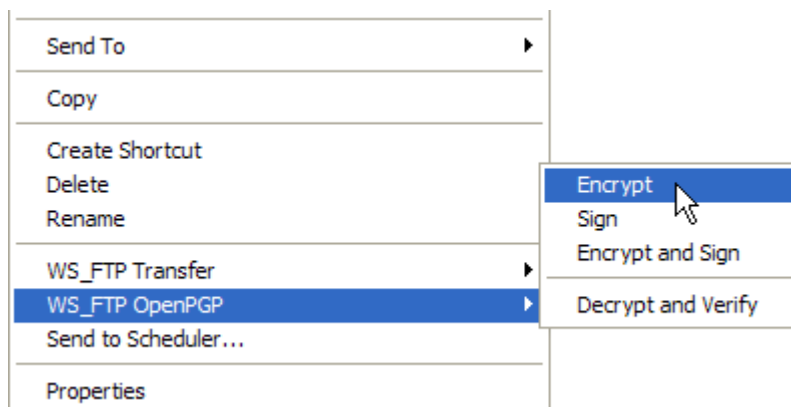 Send To
Copy
Create Shortcut
Delete
Rename
WS_FTP Transfer
WS_FTP OpenPGP
Send to Scheduler...
Properties
Encrypt
Sign
Encrypt and Sign
Decrypt and Verify